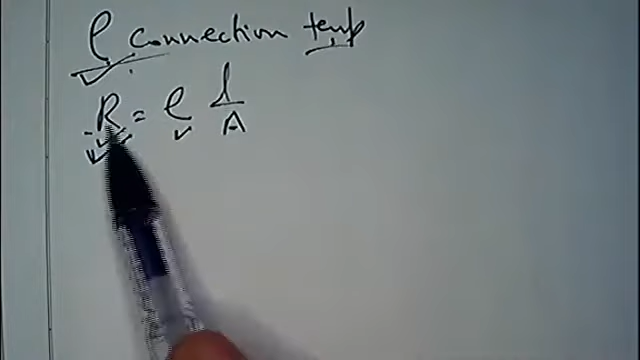 ρ connection temp
R = ρ l/A